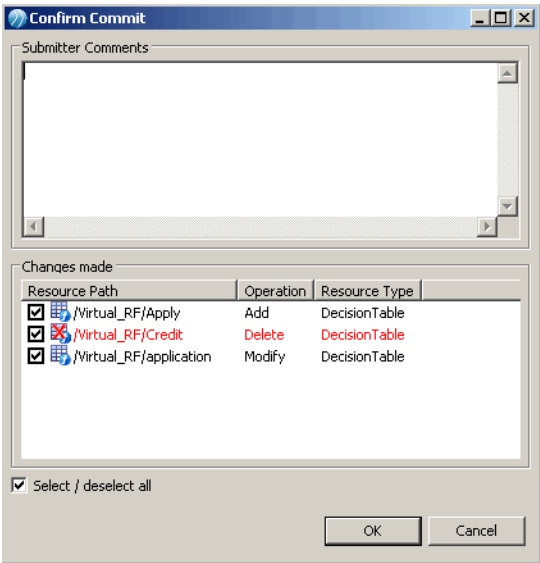 Confirm Commit
Submitter Comments
Changes made
Resource Path Operation Resource Type
/Virtual_RF/Apply Add DecisionTable
/Virtual_RF/Credit Delete DecisionTable
/Virtual_RF/application Modify DecisionTable
Select / deselect all
OK Cancel